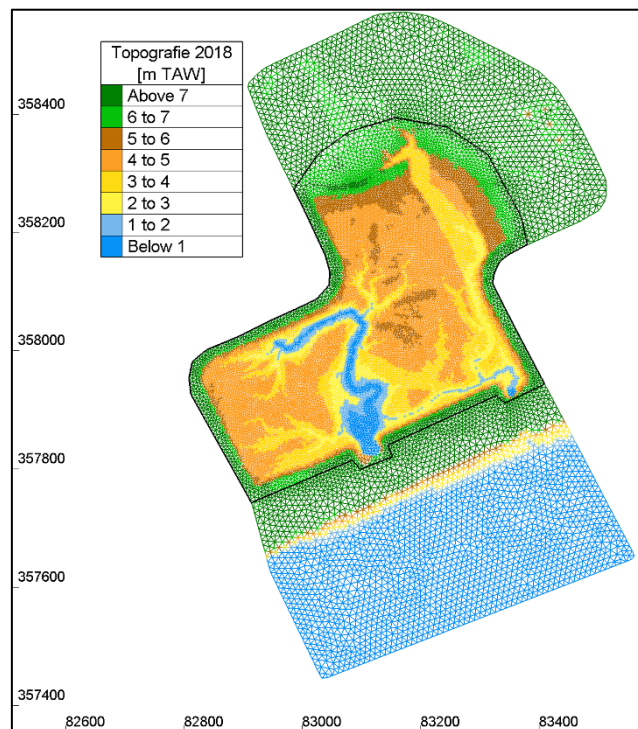 Topografie 2018
[m TAW]
Above 7
6 to 7
5 to 6
4 to 5
3 to 4
2 to 3
1 to 2
Below 1
358400
358200
358000
357800
357600
357400
82600 82800 83000 83200 83400